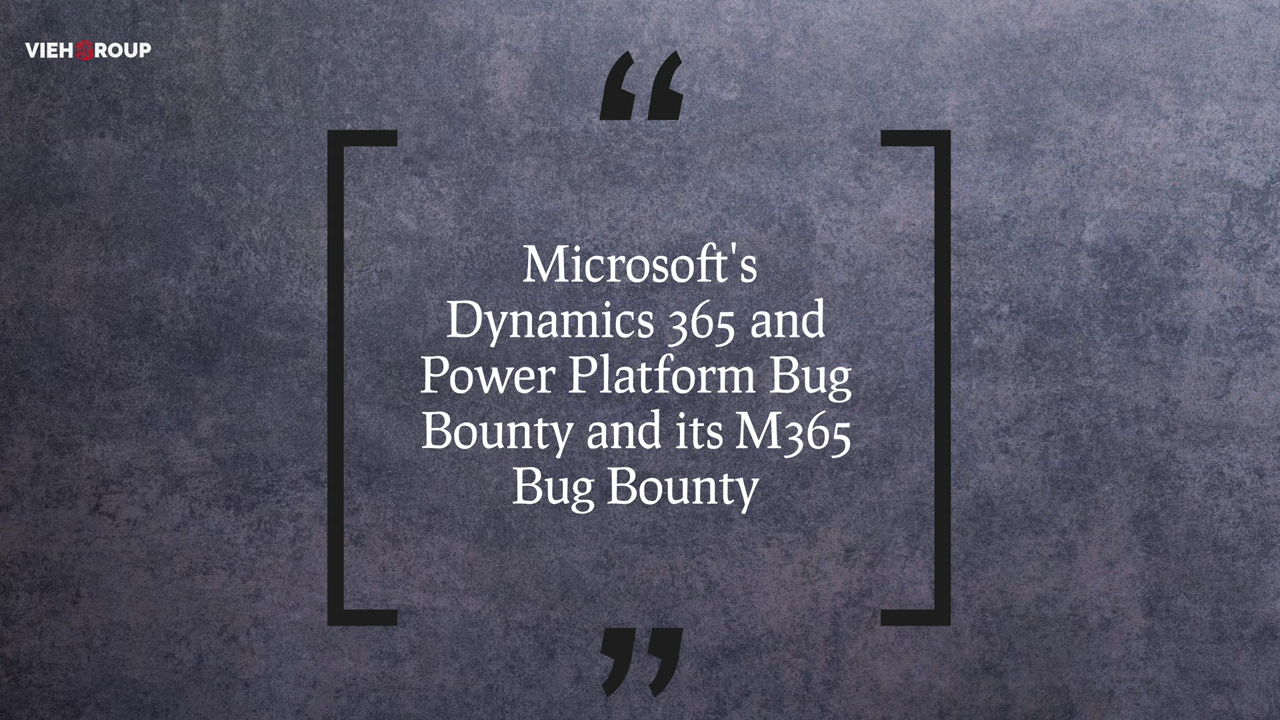 VIEHGROUP
“
Microsoft's
Dynamics 365 and
Power Platform Bug
Bounty and its M365
Bug Bounty
”